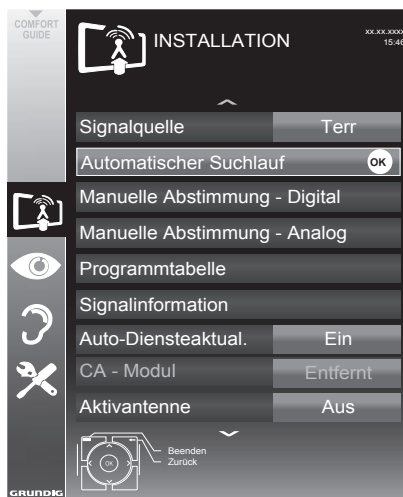 COMFORT
GUIDE
INSTALLATION
xx.xx.xxxx
15:46
Signalquelle Terr
Automatischer Suchlauf OK
Manuelle Abstimmung - Digital
Manuelle Abstimmung - Analog
Programmtabelle
Signalinformation
Auto-Diensteaktual. Ein
CA - Modul Entfernt
Aktivantenne Aus
OK
Beenden
Zurück
GRUNDIG